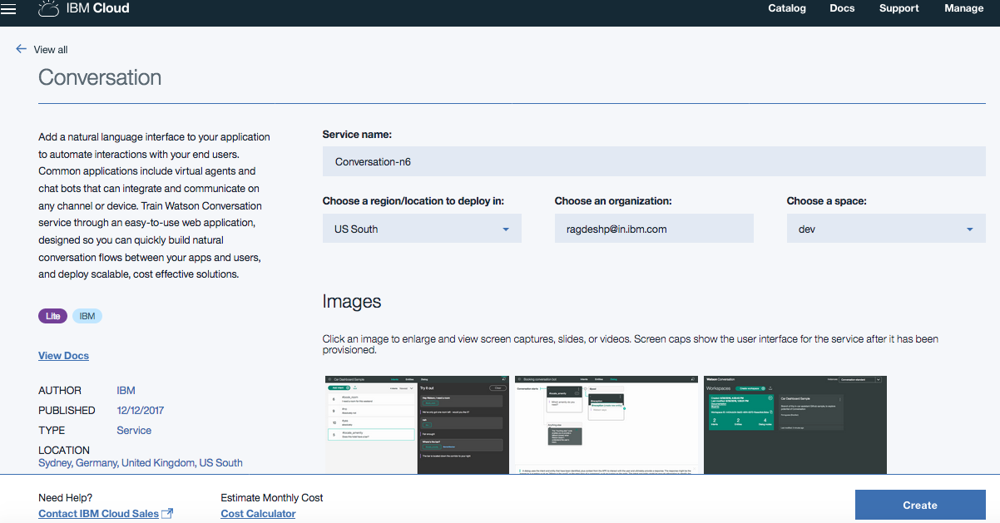 IBM Cloud
Catalog Docs Support Manage
← View all
Conversation
Add a natural language interface to your application
to automate interactions with your end users.
Common applications include virtual agents and
chat bots that can integrate and communicate on
any channel or device. Train Watson Conversation
service through an easy-to-use web application,
designed so you can quickly build natural
conversation flows between your apps and users,
and deploy scalable, cost effective solutions.
Lite IBM
View Docs
AUTHOR IBM
PUBLISHED 12/12/2017
TYPE Service
LOCATION
Sydney, Germany, United Kingdom, US South
Service name:
Conversation-n6
Choose a region/location to deploy in: Choose an organization: Choose a space:
US South ragdeshp@in.ibm.com dev
Images
Click an image to enlarge and view screen captures, slides, or videos. Screen caps show the user interface for the service after it has been
provisioned.
Car Dashboard Sample
Try it out
Watson Conversation
Workspaces
Car Dashboard Sample
Need Help?
Contact IBM Cloud Sales
Estimate Monthly Cost
Cost Calculator
Create